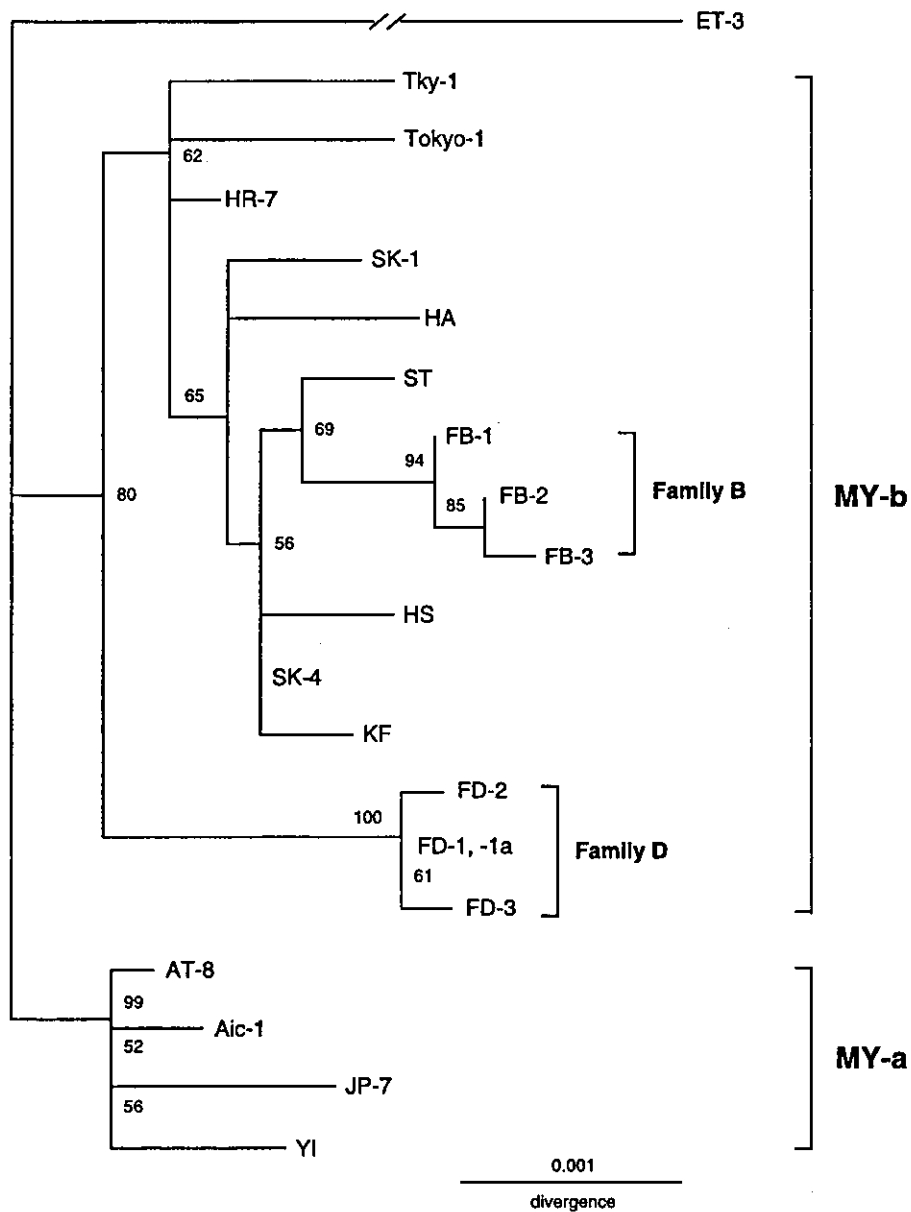 ET-3
Tky-1
Tokyo-1
62
HR-7
SK-1
HA
ST
65
69
FB-1
94
FB-2
85
Family B
MY-b
80
56
FB-3
HS
SK-4
KF
FD-2
100
FD-1, -1a
Family D
61
FD-3
AT-8
99
Aic-1
52
MY-a
JP-7
56
YI
0.001
divergence